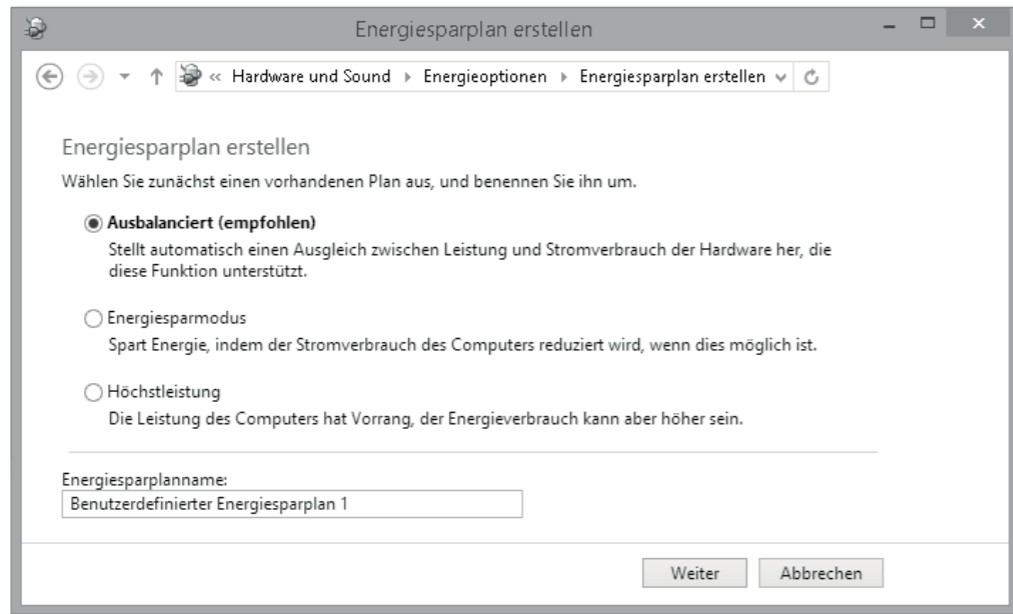 Energiesparplan erstellen
« Hardware und Sound ▸ Energieoptionen ▸ Energiesparplan erstellen
Energiesparplan erstellen
Wählen Sie zunächst einen vorhandenen Plan aus, und benennen Sie ihn um.
Ausbalanciert (empfohlen)
Stellt automatisch einen Ausgleich zwischen Leistung und Stromverbrauch der Hardware her, die
diese Funktion unterstützt.
Energiesparmodus
Spart Energie, indem der Stromverbrauch des Computers reduziert wird, wenn dies möglich ist.
Höchstleistung
Die Leistung des Computers hat Vorrang, der Energieverbrauch kann aber höher sein.
Energiesparplanname:
Benutzerdefinierter Energiesparplan 1
Weiter Abbrechen